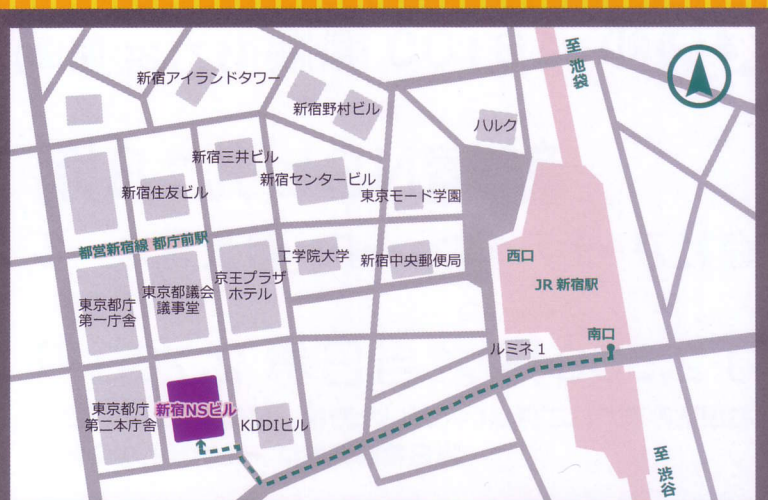 至
池
袋
新宿アイランドタワー
新宿野村ビル
ハルク
新宿三井ビル
新宿センタービル
新宿住友ビル
東京モード学園
都営新宿線 都庁前駅
工学院大学
新宿中央郵便局
西口
京王プラザ
ホテル
東京都議会
議事堂
東京都庁
第一庁舎
JR 新宿駅
南口
ルミネ 1
東京都庁
第二本庁舎
新宿NSビル
KDDIビル
至
渋
谷